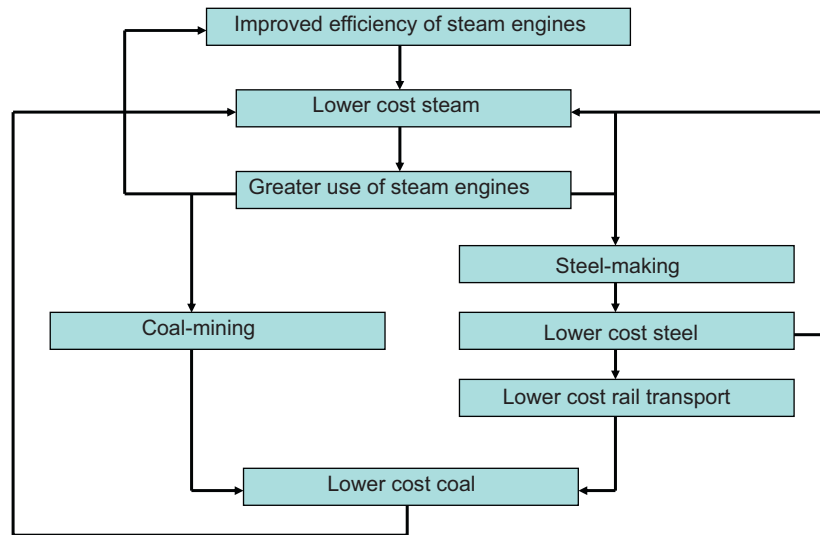 Improved efficiency of steam engines
Lower cost steam
Greater use of steam engines
Steel-making
Coal-mining
Lower cost steel
Lower cost rail transport
Lower cost coal